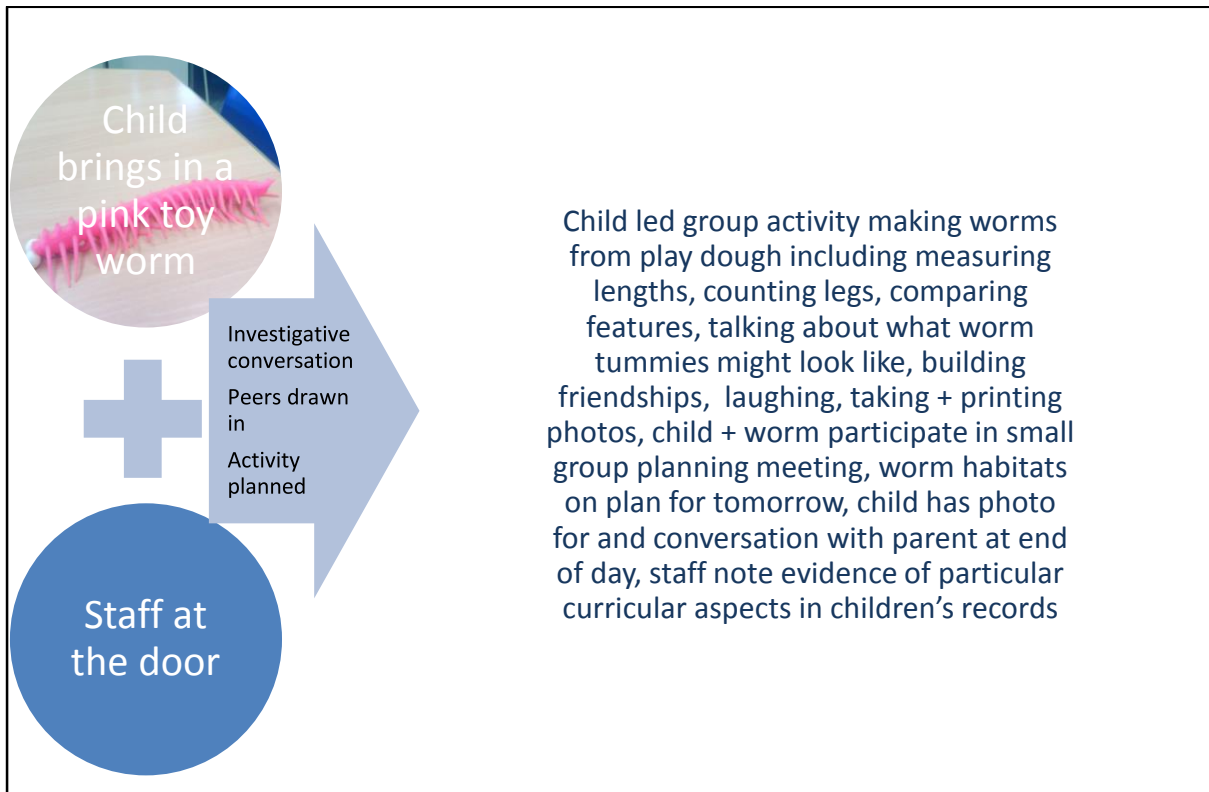 Child
brings in a
pink toy
worm
Staff at
the door
Investigative
conversation
Peers drawn
in
Activity
planned
Child led group activity making worms
from play dough including measuring
lengths, counting legs, comparing
features, talking about what worm
tummies might look like, building
friendships,  laughing, taking + printing
photos, child + worm participate in small
group planning meeting, worm habitats
on plan for tomorrow, child has photo
for and conversation with parent at end
of day, staff note evidence of particular
curricular aspects in children’s records